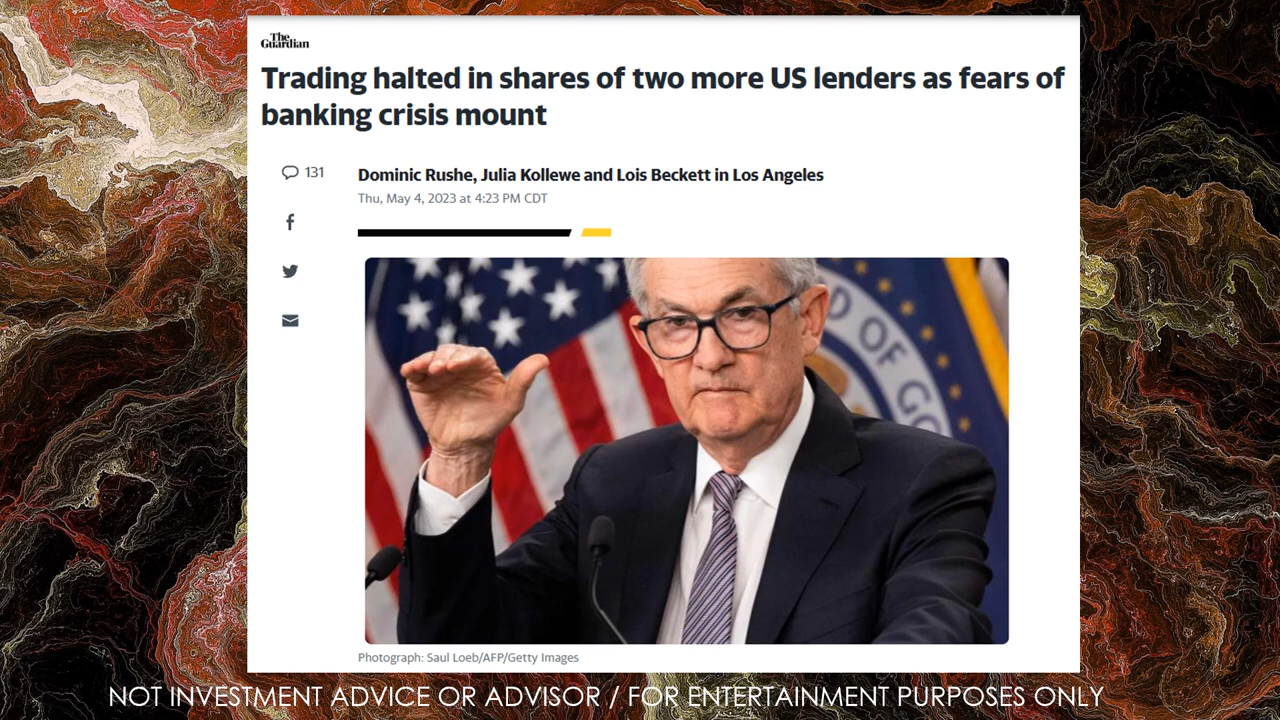 The
Guardian
Trading halted in shares of two more US lenders as fears of
banking crisis mount
131
Dominic Rushe, Julia Kollewe and Lois Beckett in Los Angeles
Thu, May 4, 2023 at 4:23 PM CDT
D OF GO
Photograph: Saul Loeb/AFP/Getty Images
NOT INVESTMENT ADVICE OR ADVISOR / FOR ENTERTAINMENT PURPOSES ONLY